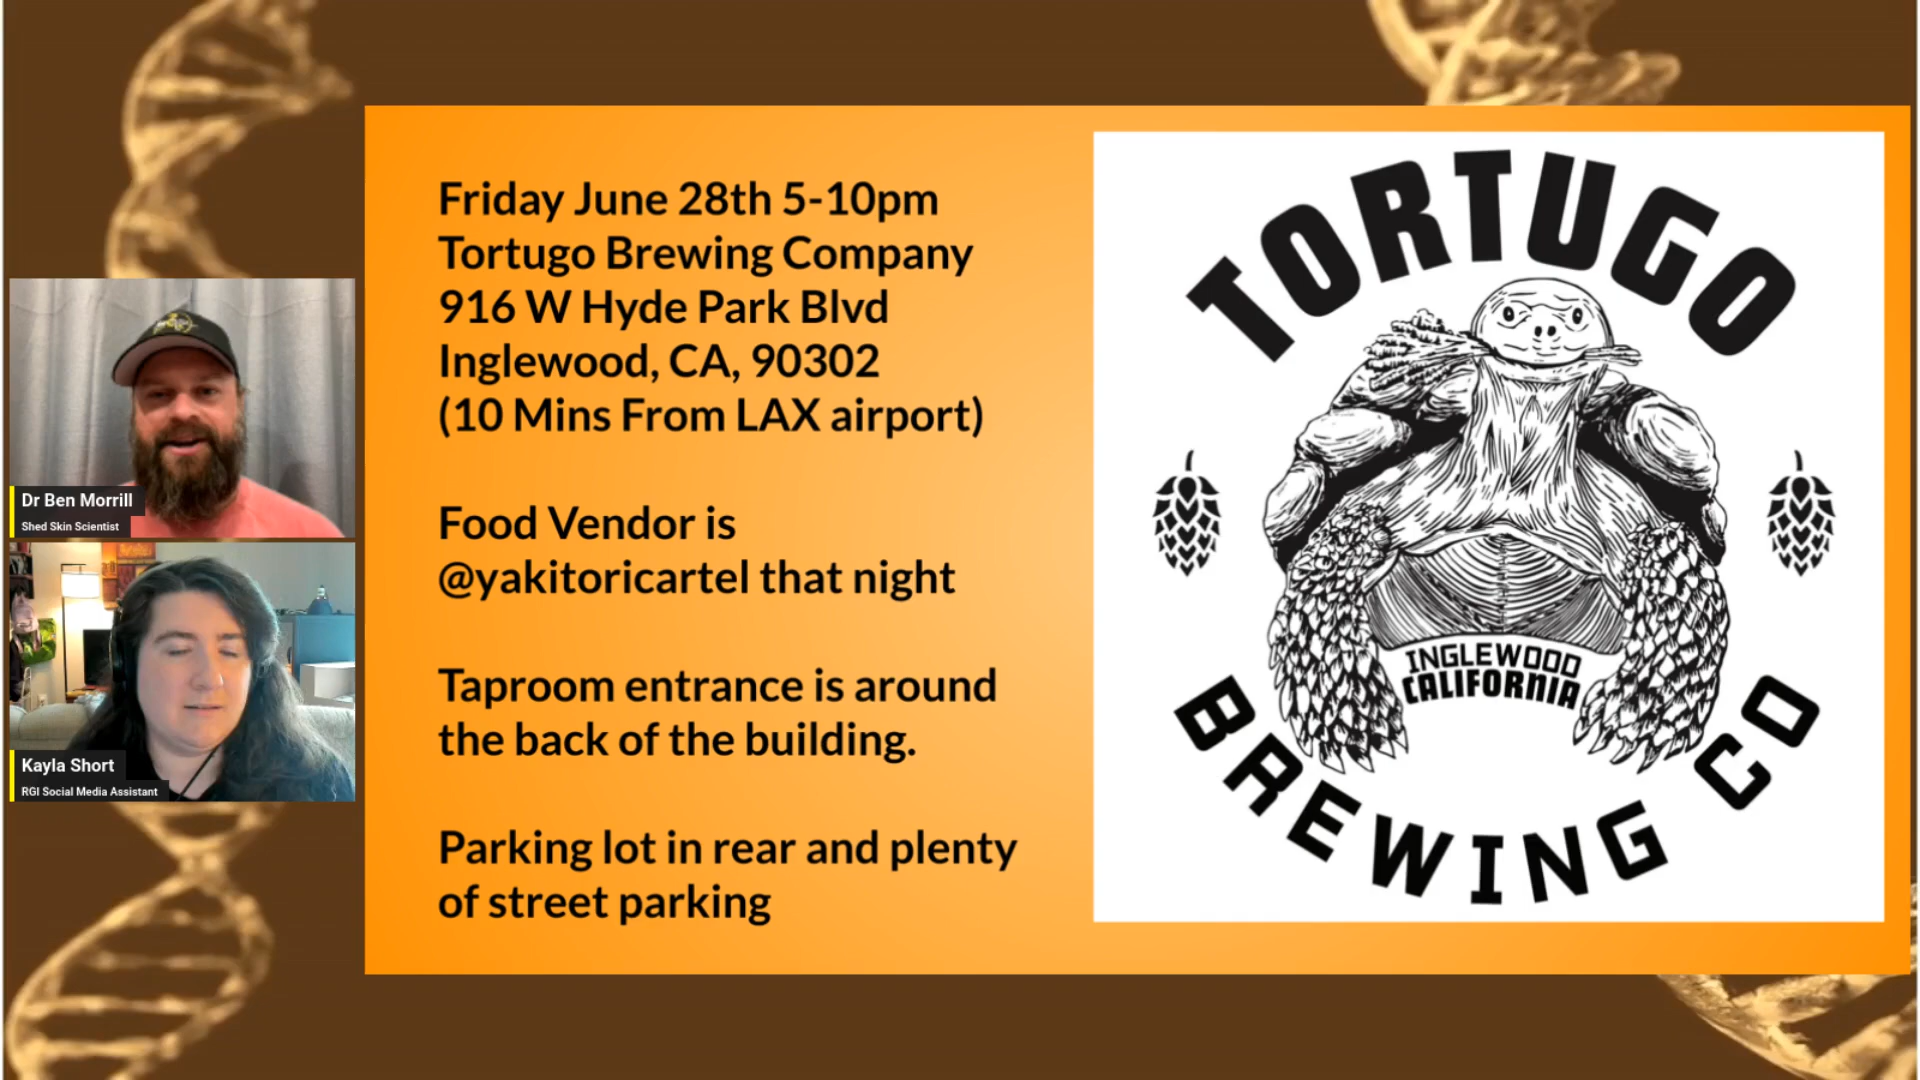 Friday June 28th 5-10pm
Tortugo Brewing Company
916 W Hyde Park Blvd
Inglewood, CA, 90302
(10 Mins From LAX airport)
Food Vendor is
@yakitoricartel that night
Taproom entrance is around
the back of the building.
Parking lot in rear and plenty
of street parking
TORTUGO
INGLEWOOD
CALIFORNIA
BREWING CO
Dr Ben Morrill
Shed Skin Scientist
Kayla Short
RGI Social Media Assistant